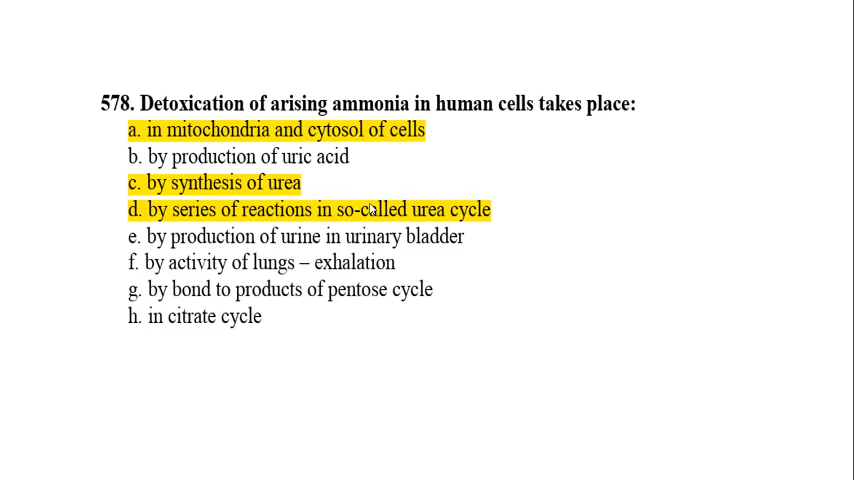 578. Detoxication of arising ammonia in human cells takes place:
a. in mitochondria and cytosol of cells
b. by production of uric acid
c. by synthesis of urea
d. by series of reactions in so-called urea cycle
e. by production of urine in urinary bladder
f. by activity of lungs – exhalation
g. by bond to products of pentose cycle
h. in citrate cycle